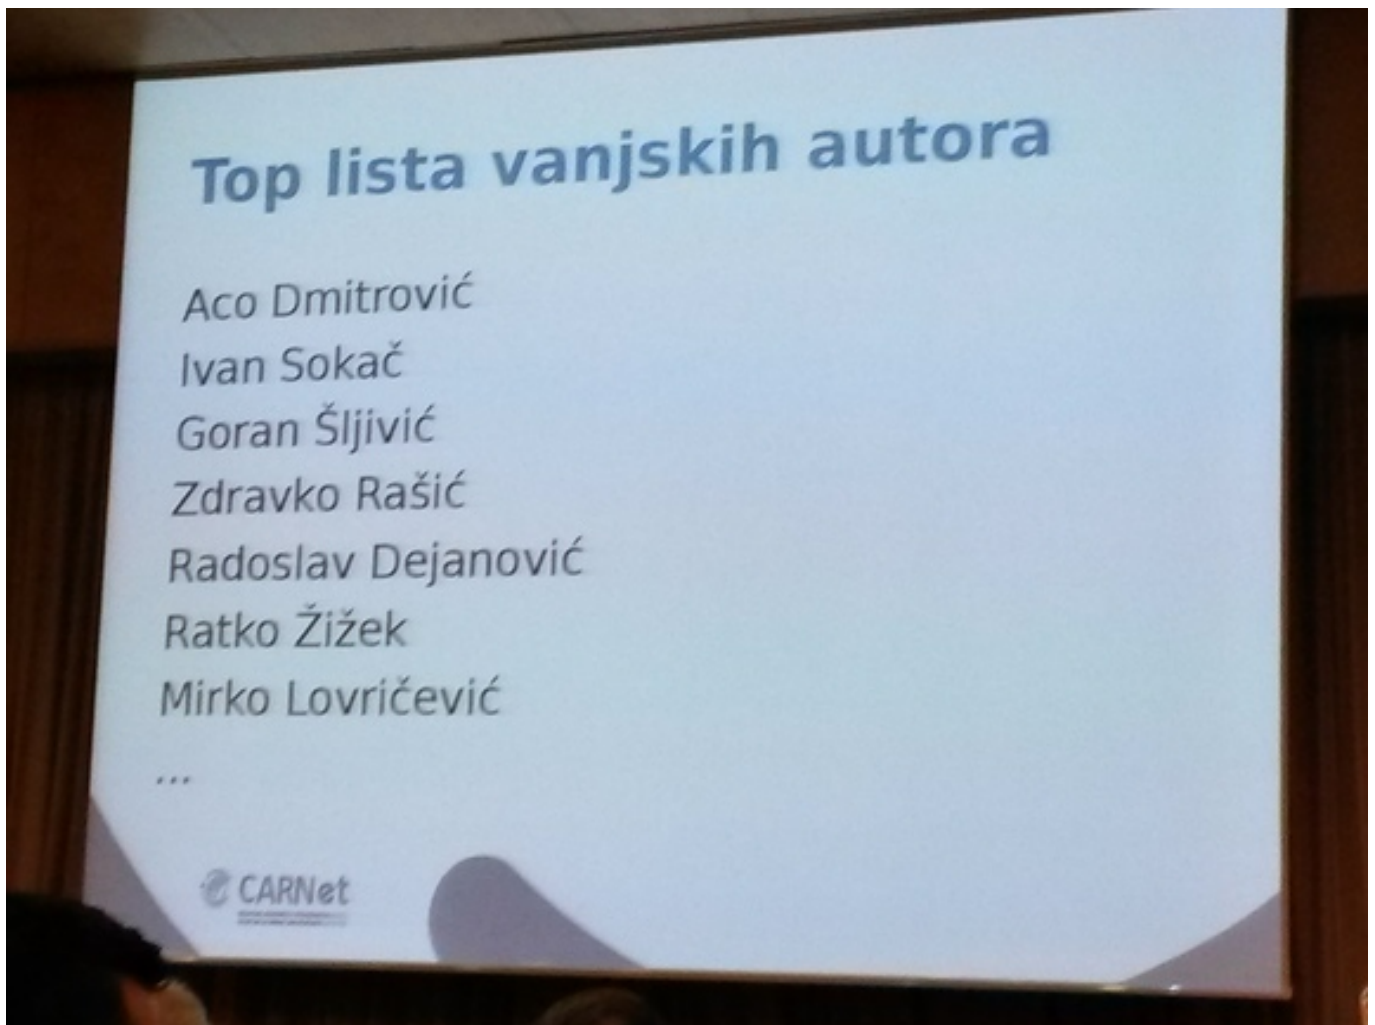 Top lista vanjskih autora
Aco Dmitrović
Ivan Sokač
Goran Šljivić
Zdravko Rašić
Radoslav Dejanović
Ratko Žižek
Mirko Lovričević
...
CARNet